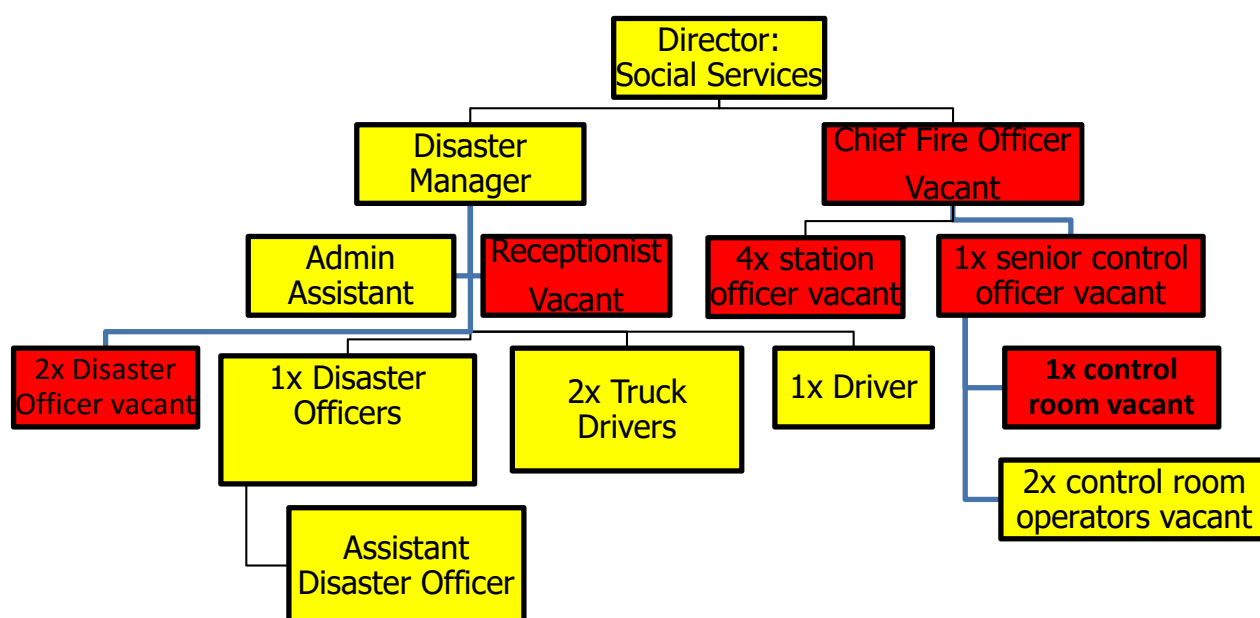 Director:
Social Services
Disaster
Manager
Chief Fire Officer
Vacant
Admin
Assistant
Receptionist
Vacant
4x station
officer vacant
1x senior control
officer vacant
2x Disaster
Officer vacant
1x Disaster
Officers
2x Truck
Drivers
1x Driver
1x control
room vacant
2x control room
operators vacant
Assistant
Disaster Officer